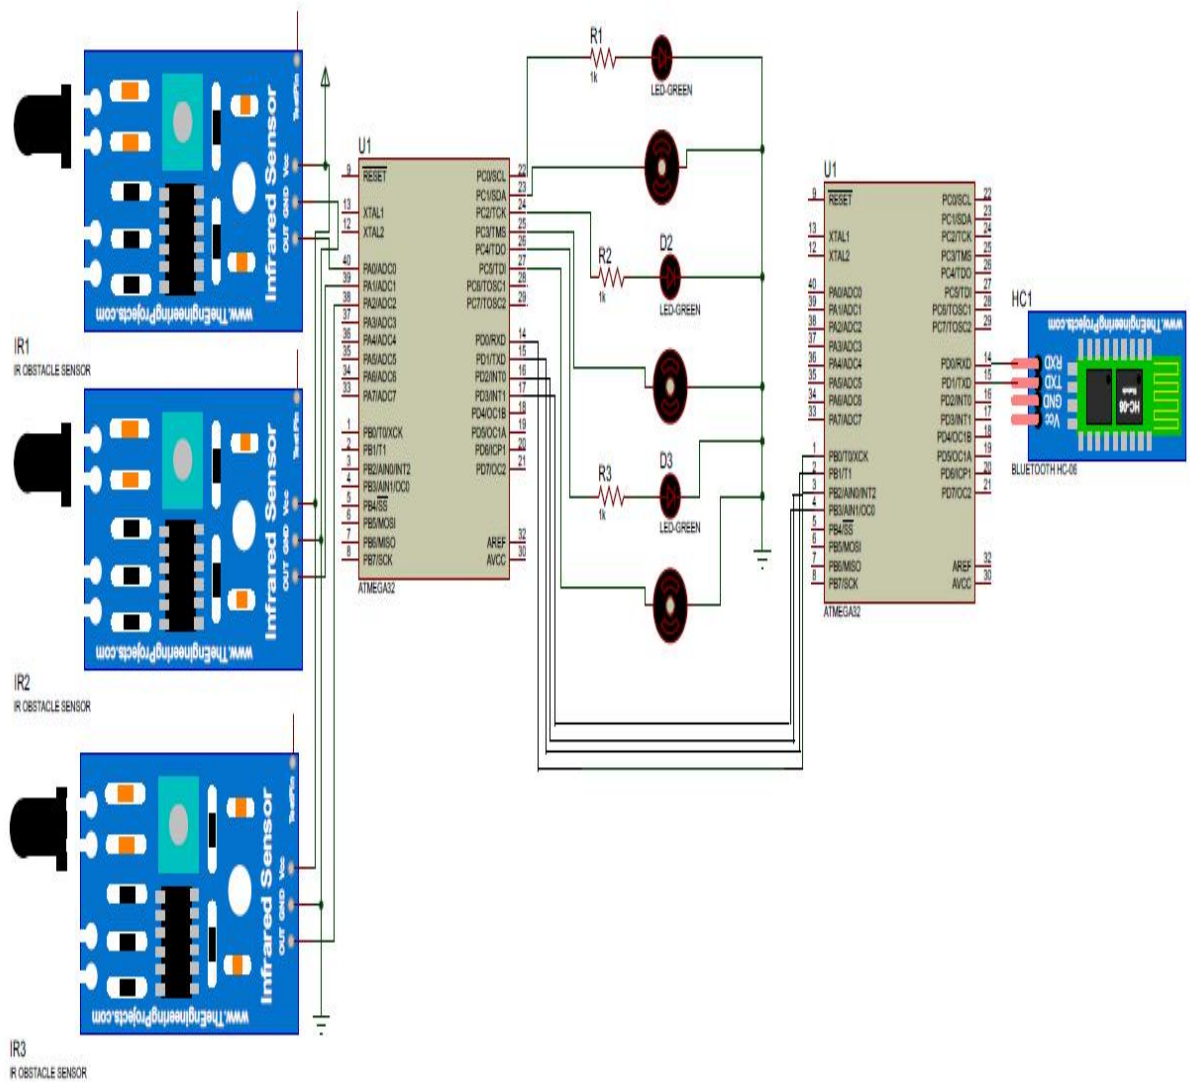 TestPin
Vcc
GND
OUT
Infrared Sensor
www.TheEngineeringProjects.com
IR1
IR OBSTACLE SENSOR
TestPin
Vcc
GND
OUT
Infrared Sensor
www.TheEngineeringProjects.com
IR2
IR OBSTACLE SENSOR
TestPin
Vcc
GND
OUT
Infrared Sensor
www.TheEngineeringProjects.com
IR3
IR OBSTACLE SENSOR
U1
9 RESET PC0/SCL 22
PC1/SDA 23
13 XTAL1 PC2/TCK 24
12 XTAL2 PC3/TMS 25
PC4/TDO 26
40 PA0/ADC0 PC5/TDI 27
39 PA1/ADC1 PC6/TOSC1 28
38 PA2/ADC2 PC7/TOSC2 29
37 PA3/ADC3
36 PA4/ADC4 PD0/RXD 14
35 PA5/ADC5 PD1/TXD 15
34 PA6/ADC6 PD2/INT0 16
33 PA7/ADC7 PD3/INT1 17
PD4/OC1B 18
1 PB0/T0/XCK PD5/OC1A 19
2 PB1/T1 PD6/ICP1 20
3 PB2/AIN0/INT2 PD7/OC2 21
4 PB3/AIN1/OC0
5 PB4/SS
6 PB5/MOSI
7 PB6/MISO AREF 32
8 PB7/SCK AVCC 30
ATMEGA32
R1
1k
LED-GREEN
R2
1k
D2
LED-GREEN
R3
1k
D3
LED-GREEN
U1
9 RESET PC0/SCL 22
PC1/SDA 23
13 XTAL1 PC2/TCK 24
12 XTAL2 PC3/TMS 25
PC4/TDO 26
40 PA0/ADC0 PC5/TDI 27
39 PA1/ADC1 PC6/TOSC1 28
38 PA2/ADC2 PC7/TOSC2 29
37 PA3/ADC3
36 PA4/ADC4 PD0/RXD 14
35 PA5/ADC5 PD1/TXD 15
34 PA6/ADC6 PD2/INT0 16
33 PA7/ADC7 PD3/INT1 17
PD4/OC1B 18
1 PB0/T0/XCK PD5/OC1A 19
2 PB1/T1 PD6/ICP1 20
3 PB2/AIN0/INT2 PD7/OC2 21
4 PB3/AIN1/OC0
5 PB4/SS
6 PB5/MOSI
7 PB6/MISO AREF 32
8 PB7/SCK AVCC 30
ATMEGA32
HC1
www.TheEngineeringProjects.com
RXD
TXD
GND
Vcc
HC-06
BLUETOOTH HC-06